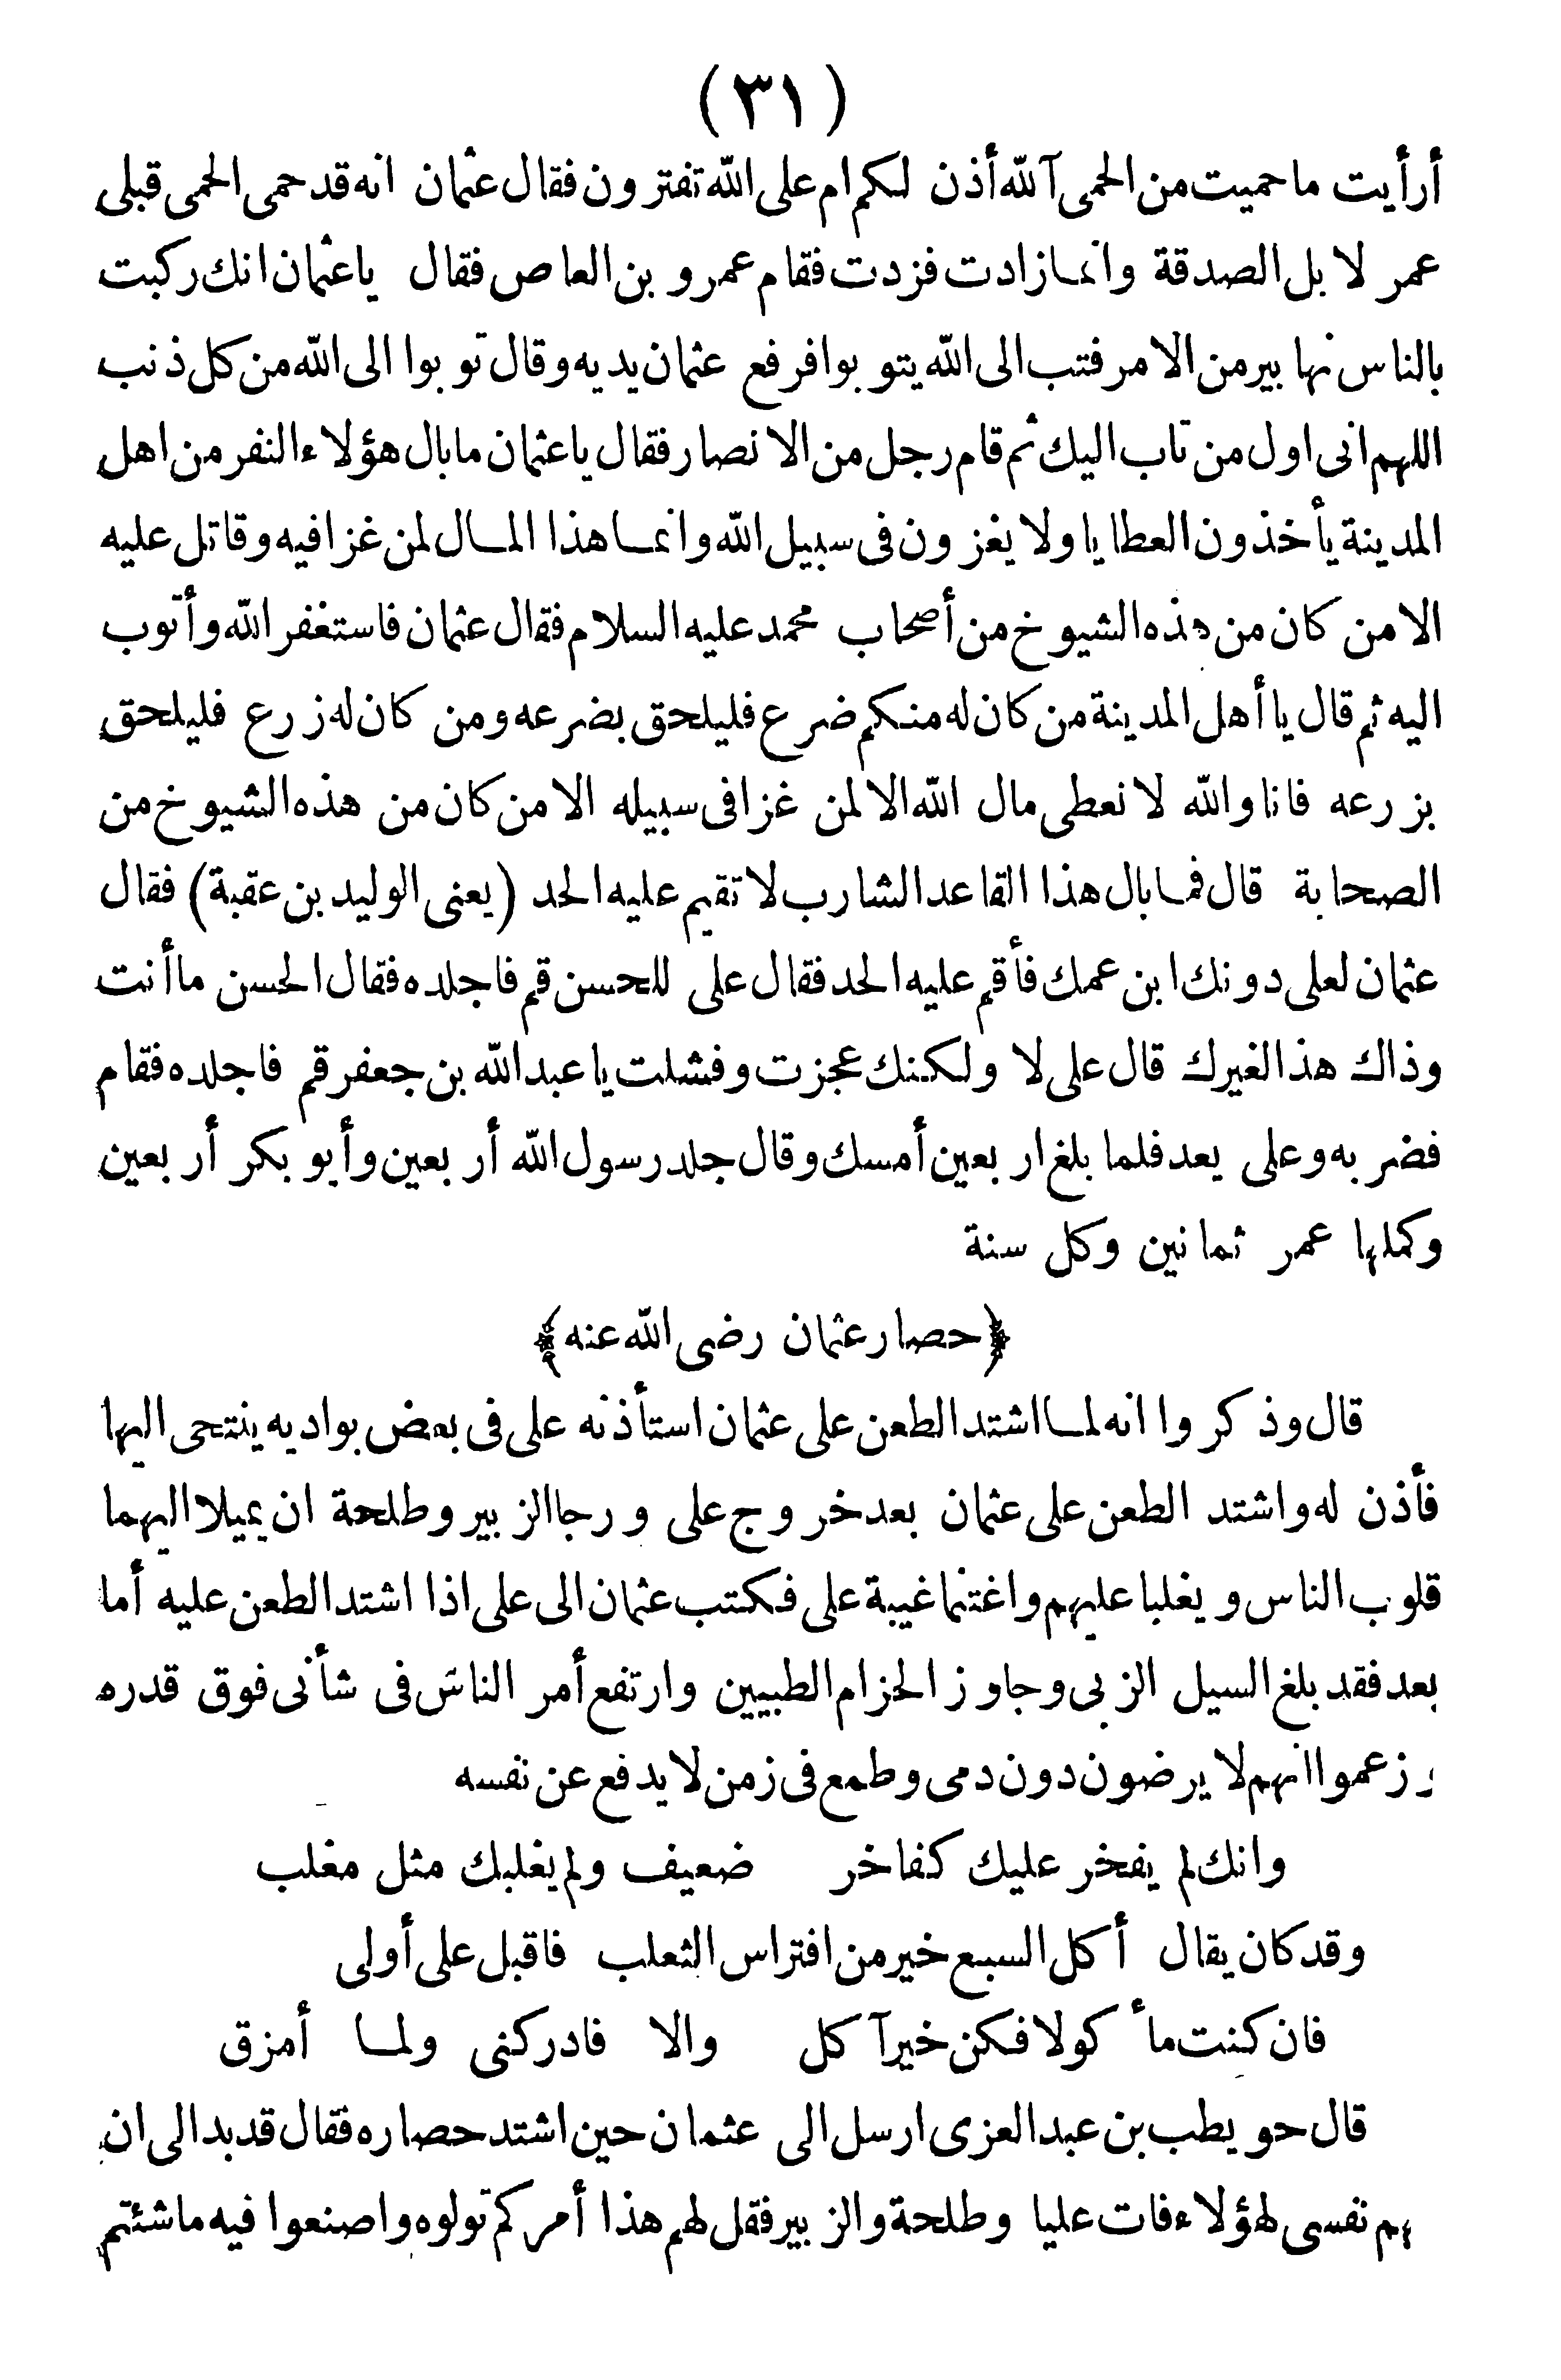 (٣١)
أرأيت ما حميت من الحمى آلله أذن لكم ام على الله تفترون فقال عثمان انه قد حمى الحمى قبلى
عمر لابل الصدقة وانما زادت فزدت فقام عمرو بن العاص فقال ياعثمان انك ركبت
بالناس نهابير من الامر فتب الى الله يتوبوا فرفع عثمان يديه وقال توبوا الى الله من كل ذنب
اللهم انى اول من تاب اليك ثم قام رجل من الانصار فقال ياعثمان مابال هؤلاء النفر من اهل
المدينة يأخذون العطايا ولا يغزون فى سبيل الله وانما هذا المال لمن غزا فيه وقاتل عليه
الا من كان من هذه الشيوخ من أصحاب محمد عليه السلام فقال عثمان فاستغفر الله وأتوب
اليه ثم قال يا أهل المدينة من كان له منكم ضرع فليلحق بضرعه ومن كان له زرع فليلحق
بزرعه فانا والله لا نعطى مال الله الا لمن غزا فى سبيله الا من كان من هذه الشيوخ من
الصحابة قال فما بال هذا القاعد الشارب لا تقيم عليه الحد (يعنى الوليد بن عقبة) فقال
عثمان لعلى دونك ابن عمك فأقم عليه الحد فقال على للحسن قم فاجلده فقال الحسن ما أنت
وذاك هذا لغيرك قال على لا ولكنك عجزت وفشلت يا عبد الله بن جعفر قم فاجلده فقام
فضربه وعلى يعد فلما بلغ اربعين أمسك وقال جلد رسول الله أربعين وأبو بكر أربعين
وكملها عمر ثمانين وكل سنة
﴿حصار عثمان رضى الله عنه﴾
قال وذكروا انه لما اشتد الطعن على عثمان استأذنه على فى بعض بواديه ينتحى اليها
فأذن له واشتد الطعن على عثمان بعد خروج على ورجا الزبير وطلحة ان يميلا اليهما
قلوب الناس ويغلبا عليهم واغتنما غيبة على فكتب عثمان الى على اذا اشتد الطعن عليه أما
بعد فقد بلغ السيل الزبى وجاوز الحزام الطبيين وارتفع أمر الناس فى شأنى فوق قدره
وزعموا انهم لا يرضون دون دمى وطمع فى زمن لا يدفع عن نفسه
وانك لم يفخر عليك كفاخر ضعيف ولم يغلبك مثل مغلب
وقد كان يقال أكل السبع خير من افتراس الثعلب فاقبل على أولى
فان كنت مأكولا فكن خير آكل والا فادركنى ولما أمزق
قال حويطب بن عبد العزى ارسل الى عثمان حين اشتد حصاره فقال قد بدا لى ان
نفسى لهؤلاء فات عليا وطلحة والزبير فقل لهم هذا أمركم تولوه واصنعوا فيه ما شئتم